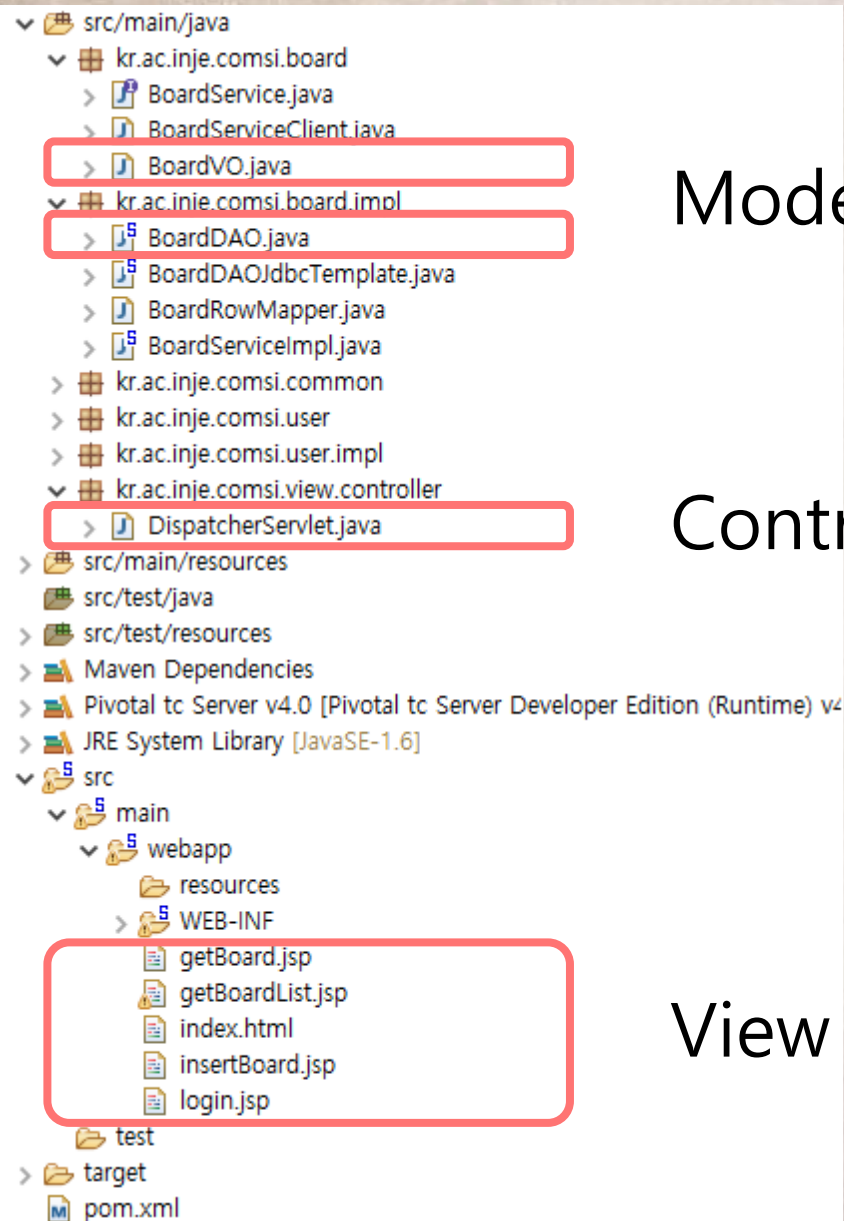 src/main/java
kr.ac.inje.comsi.board
BoardService.java
BoardServiceClient.java
BoardVO.java
Mode
kr.ac.inje.comsi.board.impl
BoardDAO.java
BoardDAOJdbcTemplate.java
BoardRowMapper.java
BoardServiceImpl.java
kr.ac.inje.comsi.common
kr.ac.inje.comsi.user
kr.ac.inje.comsi.user.impl
kr.ac.inje.comsi.view.controller
DispatcherServlet.java
Contr
src/main/resources
src/test/java
src/test/resources
Maven Dependencies
Pivotal tc Server v4.0 [Pivotal tc Server Developer Edition (Runtime) v4
JRE System Library [JavaSE-1.6]
src
main
webapp
resources
WEB-INF
getBoard.jsp
getBoardList.jsp
index.html
View
insertBoard.jsp
login.jsp
test
target
pom.xml